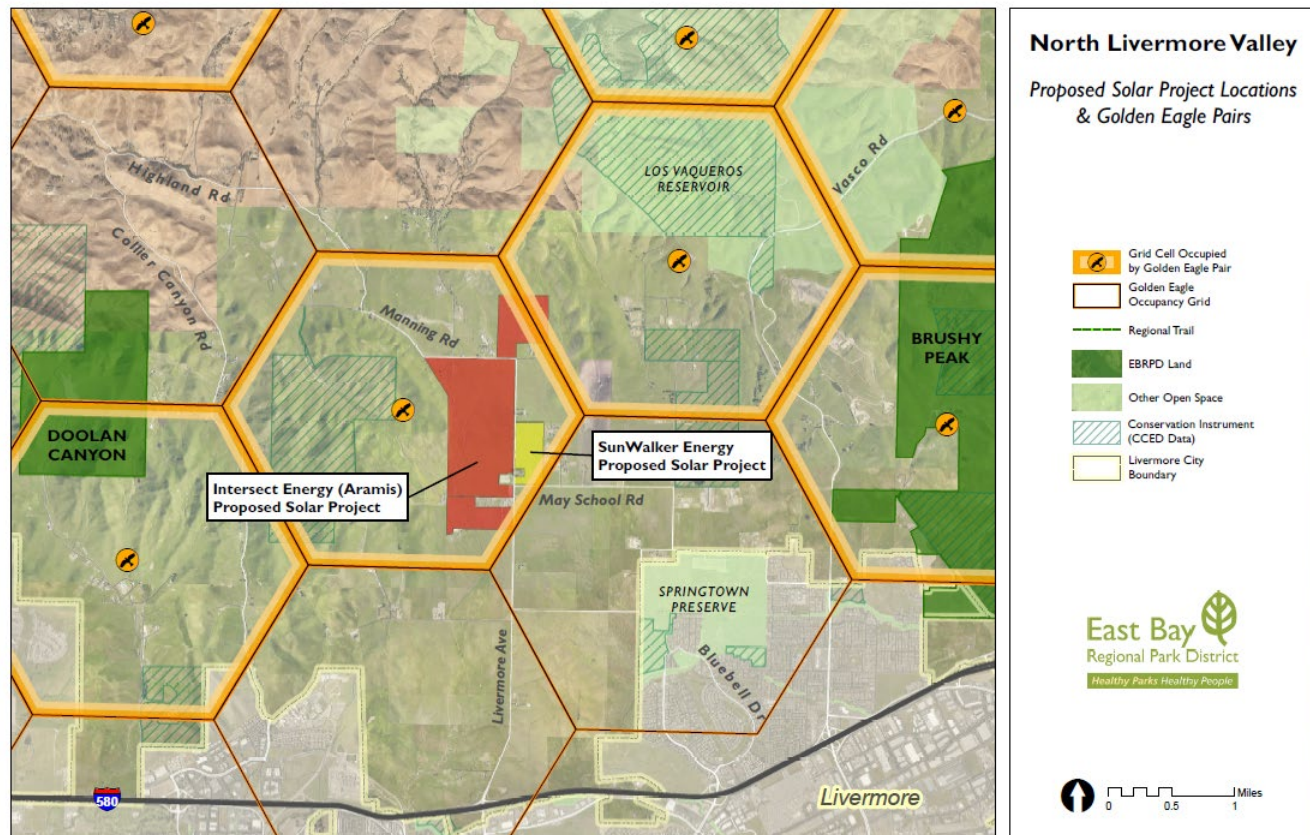 Highland Rd
Collier Canyon Rd
LOS VAQUEROS
RESERVOIR
Vasco Rd
Manning Rd
BRUSHY
PEAK
DOOLAN
CANYON
SunWalker Energy
Proposed Solar Project
Intersect Energy (Aramis)
Proposed Solar Project
May School Rd
SPRINGTOWN
PRESERVE
Bluebell Dr
Livermore Ave
580
Livermore
North Livermore Valley
Proposed Solar Project Locations
& Golden Eagle Pairs
Grid Cell Occupied
by Golden Eagle Pair
Golden Eagle
Occupancy Grid
Regional Trail
EBRPD Land
Other Open Space
Conservation Instrument
(CCED Data)
Livermore City
Boundary
East Bay
Regional Park District
Healthy Parks Healthy People
Miles
0 0.5 1